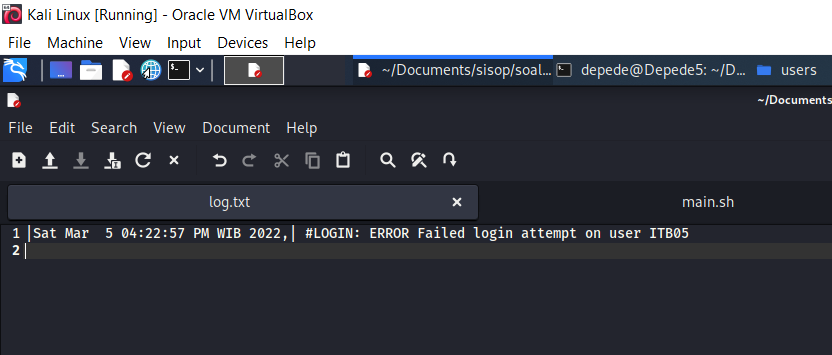 Kali Linux [Running] - Oracle VM VirtualBox
File Machine View Input Devices Help
~/Documents/sisop/soal... depede@Depede5: ~/D... users
~/Documents
File Edit Search View Document Help
log.txt main.sh
1 |Sat Mar  5 04:22:57 PM WIB 2022,| #LOGIN: ERROR Failed login attempt on user ITB05
2